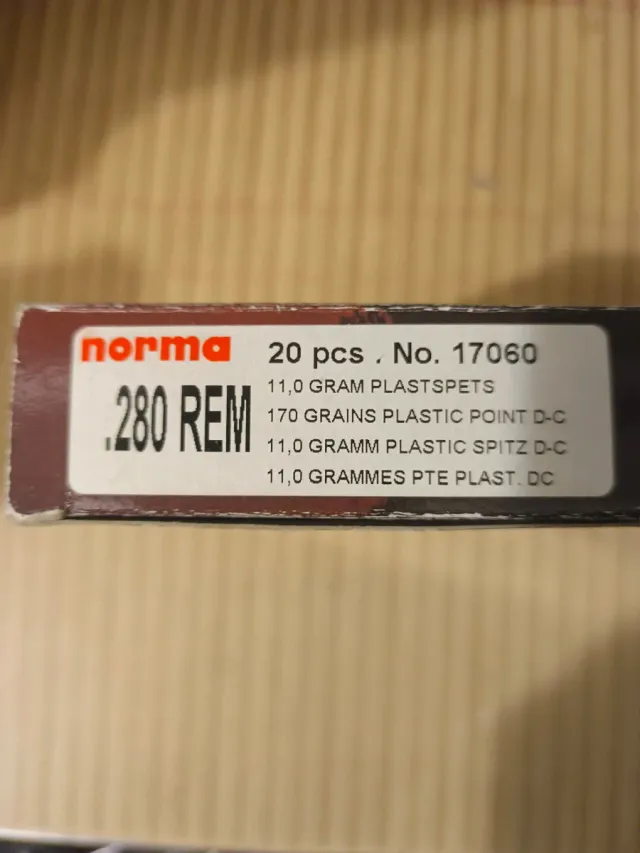 norma
20 pcs . No. 17060
.280 REM
11,0 GRAM PLASTSPETS
170 GRAINS PLASTIC POINT D-C
11,0 GRAMM PLASTIC SPITZ D-C
11,0 GRAMMES PTE PLAST. DC